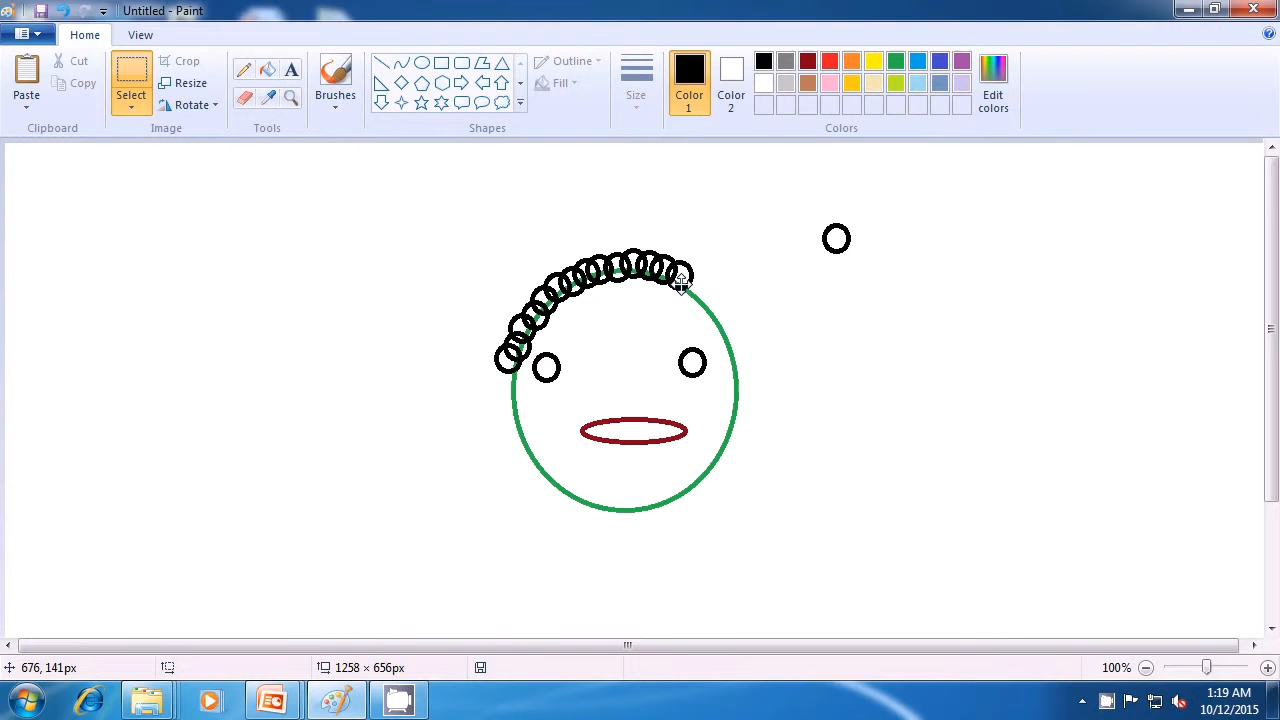 Untitled - Paint
Home View
Paste
Cut
Copy
Clipboard
Select
Crop
Resize
Rotate
Image
A
Tools
Brushes
Shapes
Outline
Fill
Size
Color 1
Color 2
Edit colors
Colors
676, 141px
1258 × 656px
100%
1:19 AM
10/12/2015